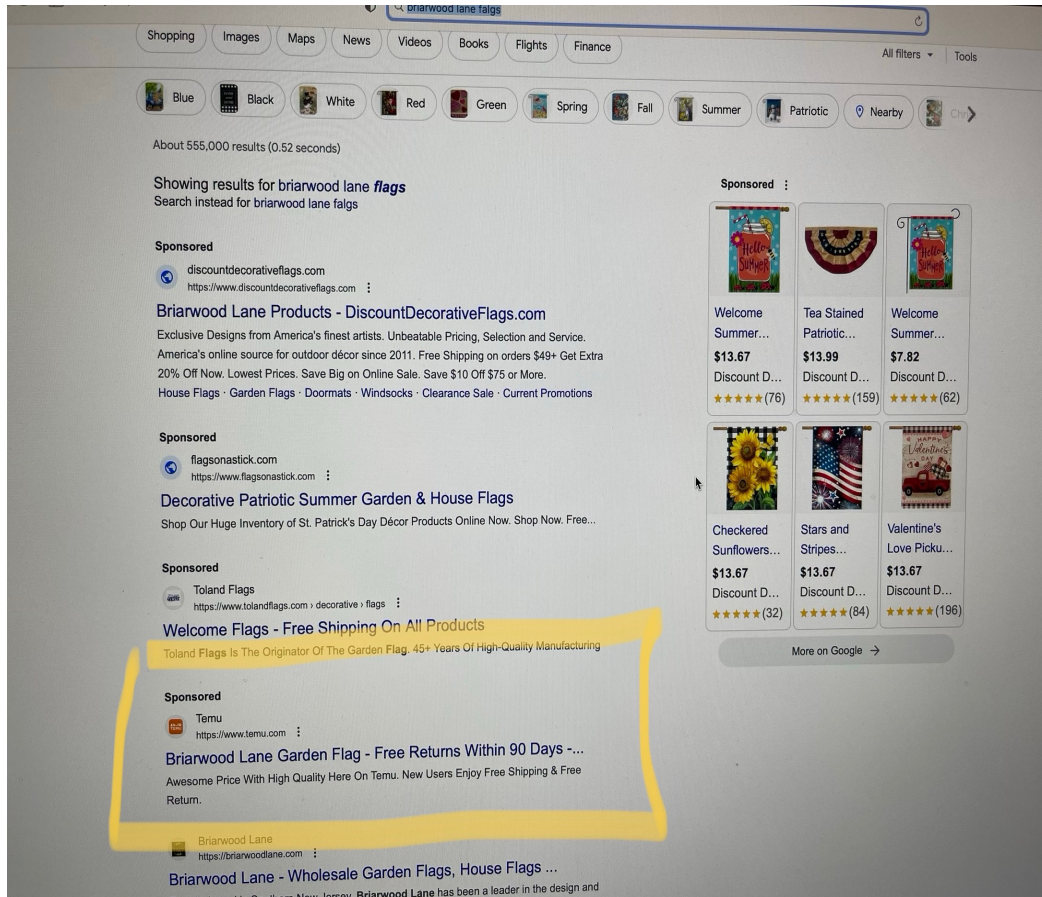 briarwood lane falgs
Shopping
Images
Maps
News
Videos
Books
Flights
Finance
All filters
Tools
Blue
Black
White
Red
Green
Spring
Fall
Summer
Patriotic
Nearby
About 555,000 results (0.52 seconds)
Showing results for briarwood lane flags
Search instead for briarwood lane falgs
Sponsored
discountdecorativeflags.com
https://www.discountdecorativeflags.com
Briarwood Lane Products - DiscountDecorativeFlags.com
Exclusive Designs from America's finest artists. Unbeatable Pricing, Selection and Service.
America's online source for outdoor décor since 2011. Free Shipping on orders $49+ Get Extra
20% Off Now. Lowest Prices. Save Big on Online Sale. Save $10 Off $75 or More.
House Flags · Garden Flags · Doormats · Windsocks · Clearance Sale · Current Promotions
Sponsored
flagsonastick.com
https://www.flagsonastick.com
Decorative Patriotic Summer Garden & House Flags
Shop Our Huge Inventory of St. Patrick's Day Décor Products Online Now. Shop Now. Free...
Sponsored
Toland Flags
https://www.tolandflags.com › decorative › flags
Welcome Flags - Free Shipping On All Products
Toland Flags Is The Originator Of The Garden Flag. 45+ Years Of High-Quality Manufacturing
Sponsored
Temu
https://www.temu.com
Briarwood Lane Garden Flag - Free Returns Within 90 Days -...
Awesome Price With High Quality Here On Temu. New Users Enjoy Free Shipping & Free
Return.
Briarwood Lane
https://briarwoodlane.com
Briarwood Lane - Wholesale Garden Flags, House Flags ...
New Jersey, Briarwood Lane has been a leader in the design and
Sponsored
Hello
Summer
Hello
Summer
Welcome
Summer...
$13.67
Discount D...
(76)
Tea Stained
Patriotic...
$13.99
Discount D...
(159)
Welcome
Summer...
$7.82
Discount D...
(62)
HAPPY
Valentine's
DAY
Checkered
Sunflowers...
$13.67
Discount D...
(32)
Stars and
Stripes...
$13.67
Discount D...
(84)
Valentine's
Love Picku...
$13.67
Discount D...
(196)
More on Google